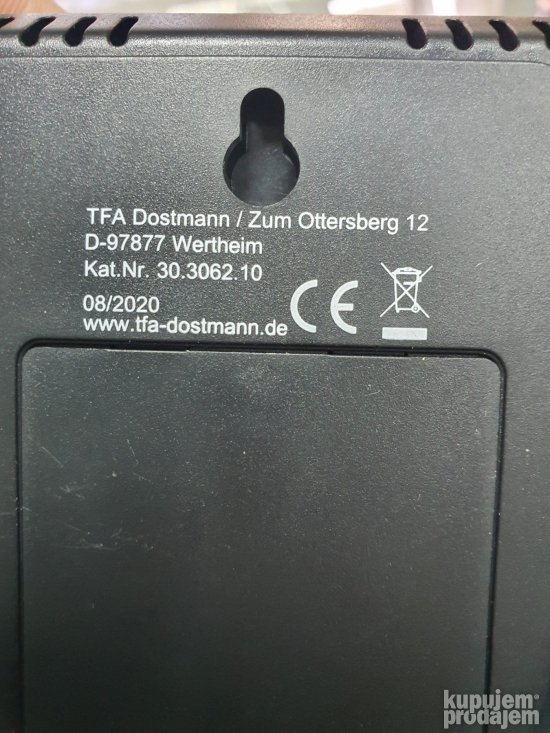 TFA Dostmann / Zum Ottersberg 12
D-97877 Wertheim
Kat.Nr. 30.3062.10
08/2020
www.tfa-dostmann.de
CE
kupujem
prodajem